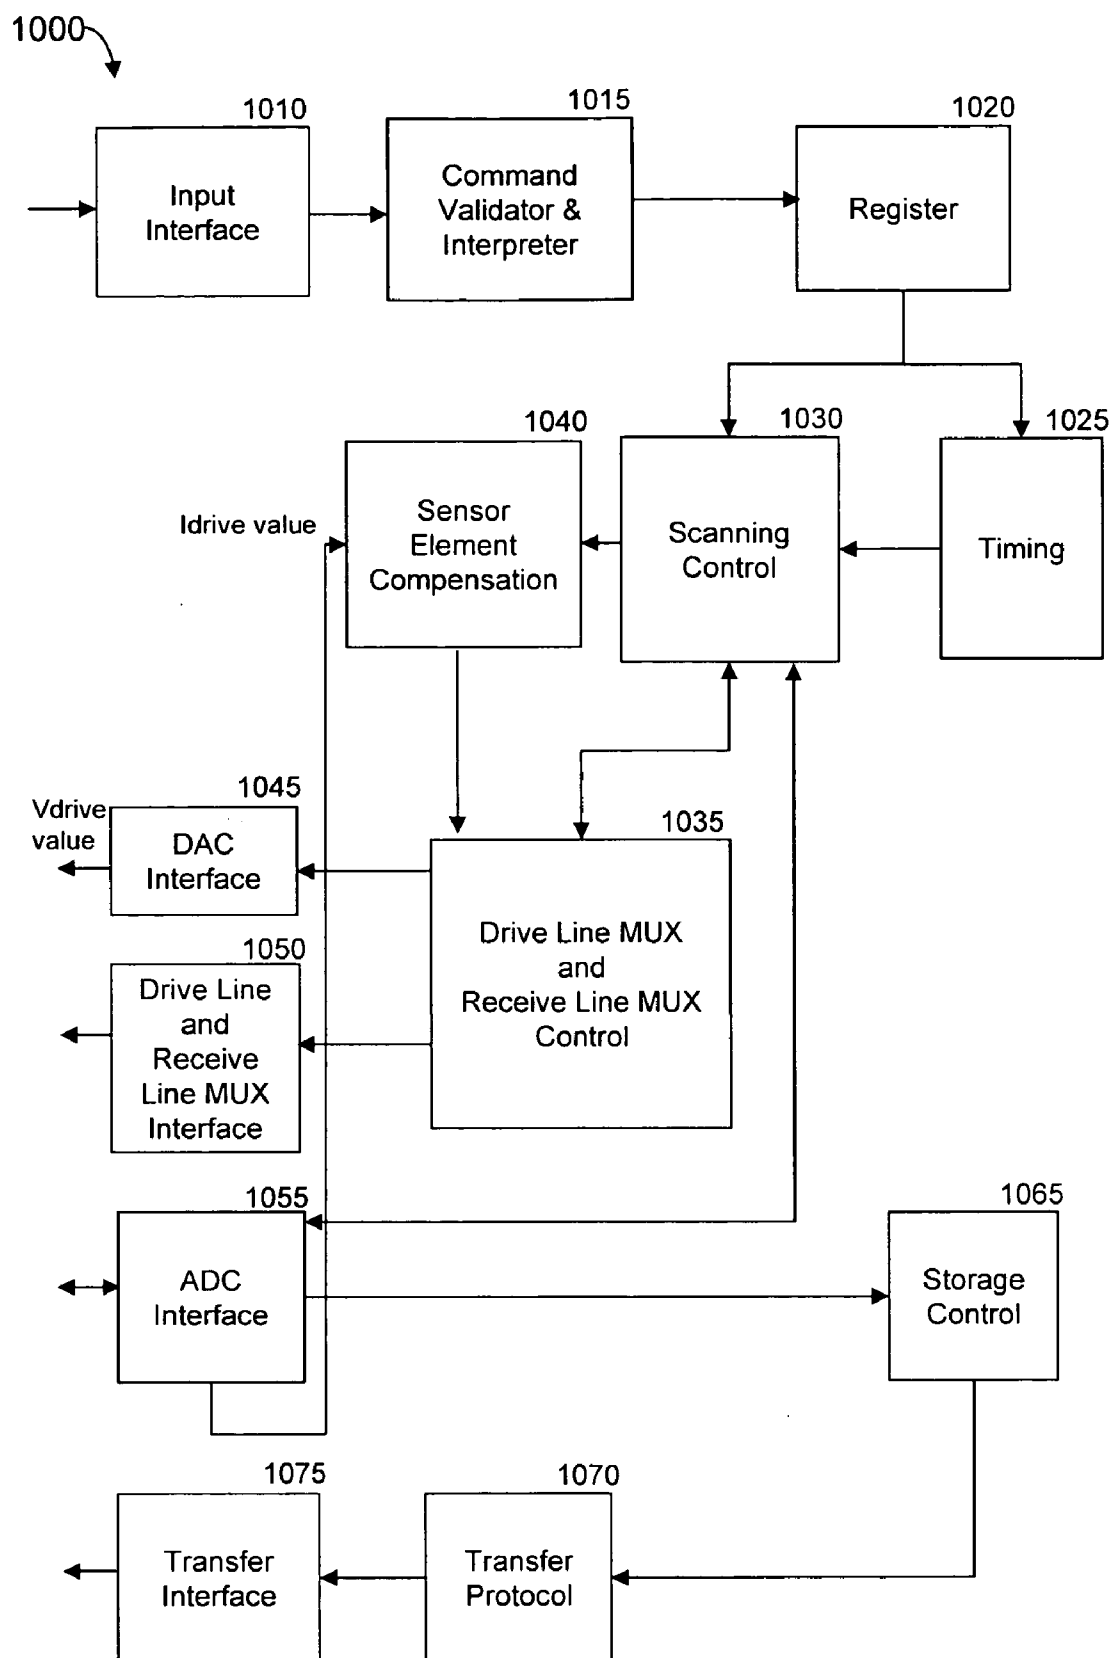 1000
1010
Input
Interface
1015
Command
Validator &
Interpreter
1020
Register
1040
Sensor
Element
Compensation
Idrive value
1030
Scanning
Control
1025
Timing
1045
Vdrive
value
DAC
Interface
1035
Drive Line MUX
and
Receive Line MUX
Control
1050
Drive Line
and
Receive
Line MUX
Interface
1055
ADC
Interface
1065
Storage
Control
1075
Transfer
Interface
1070
Transfer
Protocol